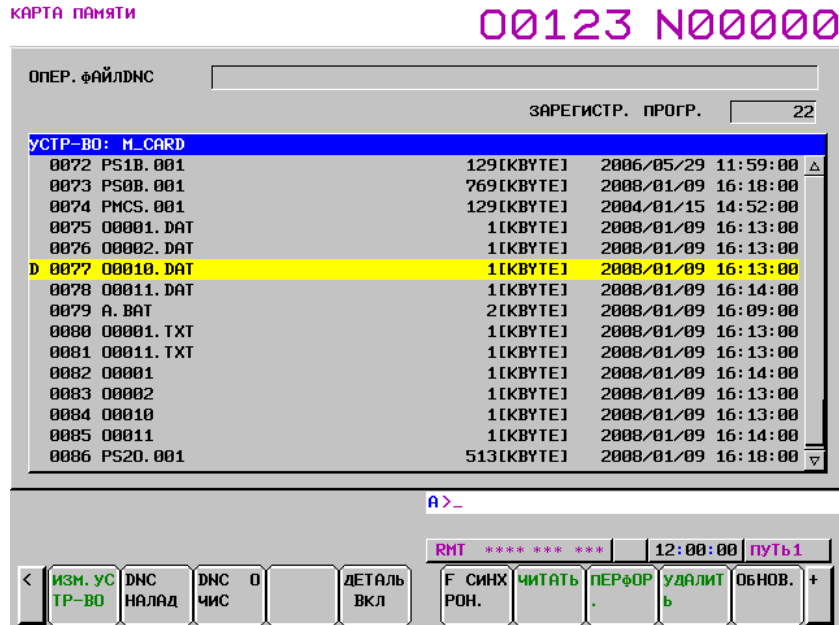 КАРТА ПАМЯТИ
O0123 N00000
ОПЕР.ФАЙЛDNC
ЗАРЕГИСТР. ПРОГР. 22
УСТР-ВО: M_CARD
0072 PS1B.001 129[KBYTE] 2006/05/29 11:59:00
0073 PS0B.001 769[KBYTE] 2008/01/09 16:18:00
0074 PMCS.001 129[KBYTE] 2004/01/15 14:52:00
0075 O0001.DAT 1[KBYTE] 2008/01/09 16:13:00
0076 O0002.DAT 1[KBYTE] 2008/01/09 16:13:00
D 0077 O0010.DAT 1[KBYTE] 2008/01/09 16:13:00
0078 O0011.DAT 1[KBYTE] 2008/01/09 16:14:00
0079 A.BAT 2[KBYTE] 2008/01/09 16:09:00
0080 O0001.TXT 1[KBYTE] 2008/01/09 16:13:00
0081 O0011.TXT 1[KBYTE] 2008/01/09 16:13:00
0082 O0001 1[KBYTE] 2008/01/09 16:14:00
0083 O0002 1[KBYTE] 2008/01/09 16:13:00
0084 O0010 1[KBYTE] 2008/01/09 16:13:00
0085 O0011 1[KBYTE] 2008/01/09 16:14:00
0086 PS2O.001 513[KBYTE] 2008/01/09 16:18:00
A>_
RMT **** *** *** 12:00:00 ПУТЬ1
< ИЗМ.УС DNC DNC O ДЕТАЛЬ F СИНХ ЧИТАТЬ ПЕРФОР УДАЛИТ ОБНОВ. +
ТР-ВО НАЛАД ЧИС ВКЛ РОН. . Ь